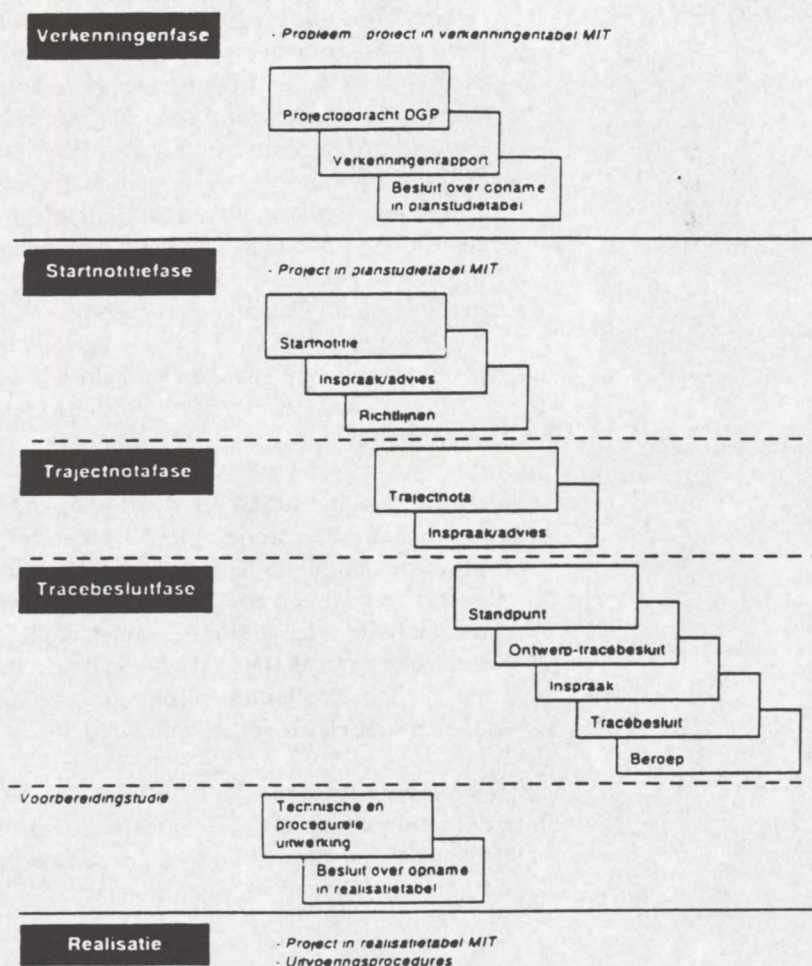 Verkenningenfase
- Probleem project in verkenningentabel MIT
Projectopdracht DGP
Verkenningenrapport
Besluit over opname
in planstudietabel
Startnotitiefase
- Project in planstudietabel MIT
Startnotitie
Inspraak/advies
Richtlijnen
Trajectnotafase
Trajectnota
Inspraak/advies
Tracebesluitfase
Standpunt
Ontwerp-tracébesluit
Inspraak
Tracébesluit
Beroep
Voorbereidingstudie
Technische en
procedurele
uitwerking
Besluit over opname
in realisatietabel
Realisatie
- Project in realisatietabel MIT
- Uitvoeringsprocedures